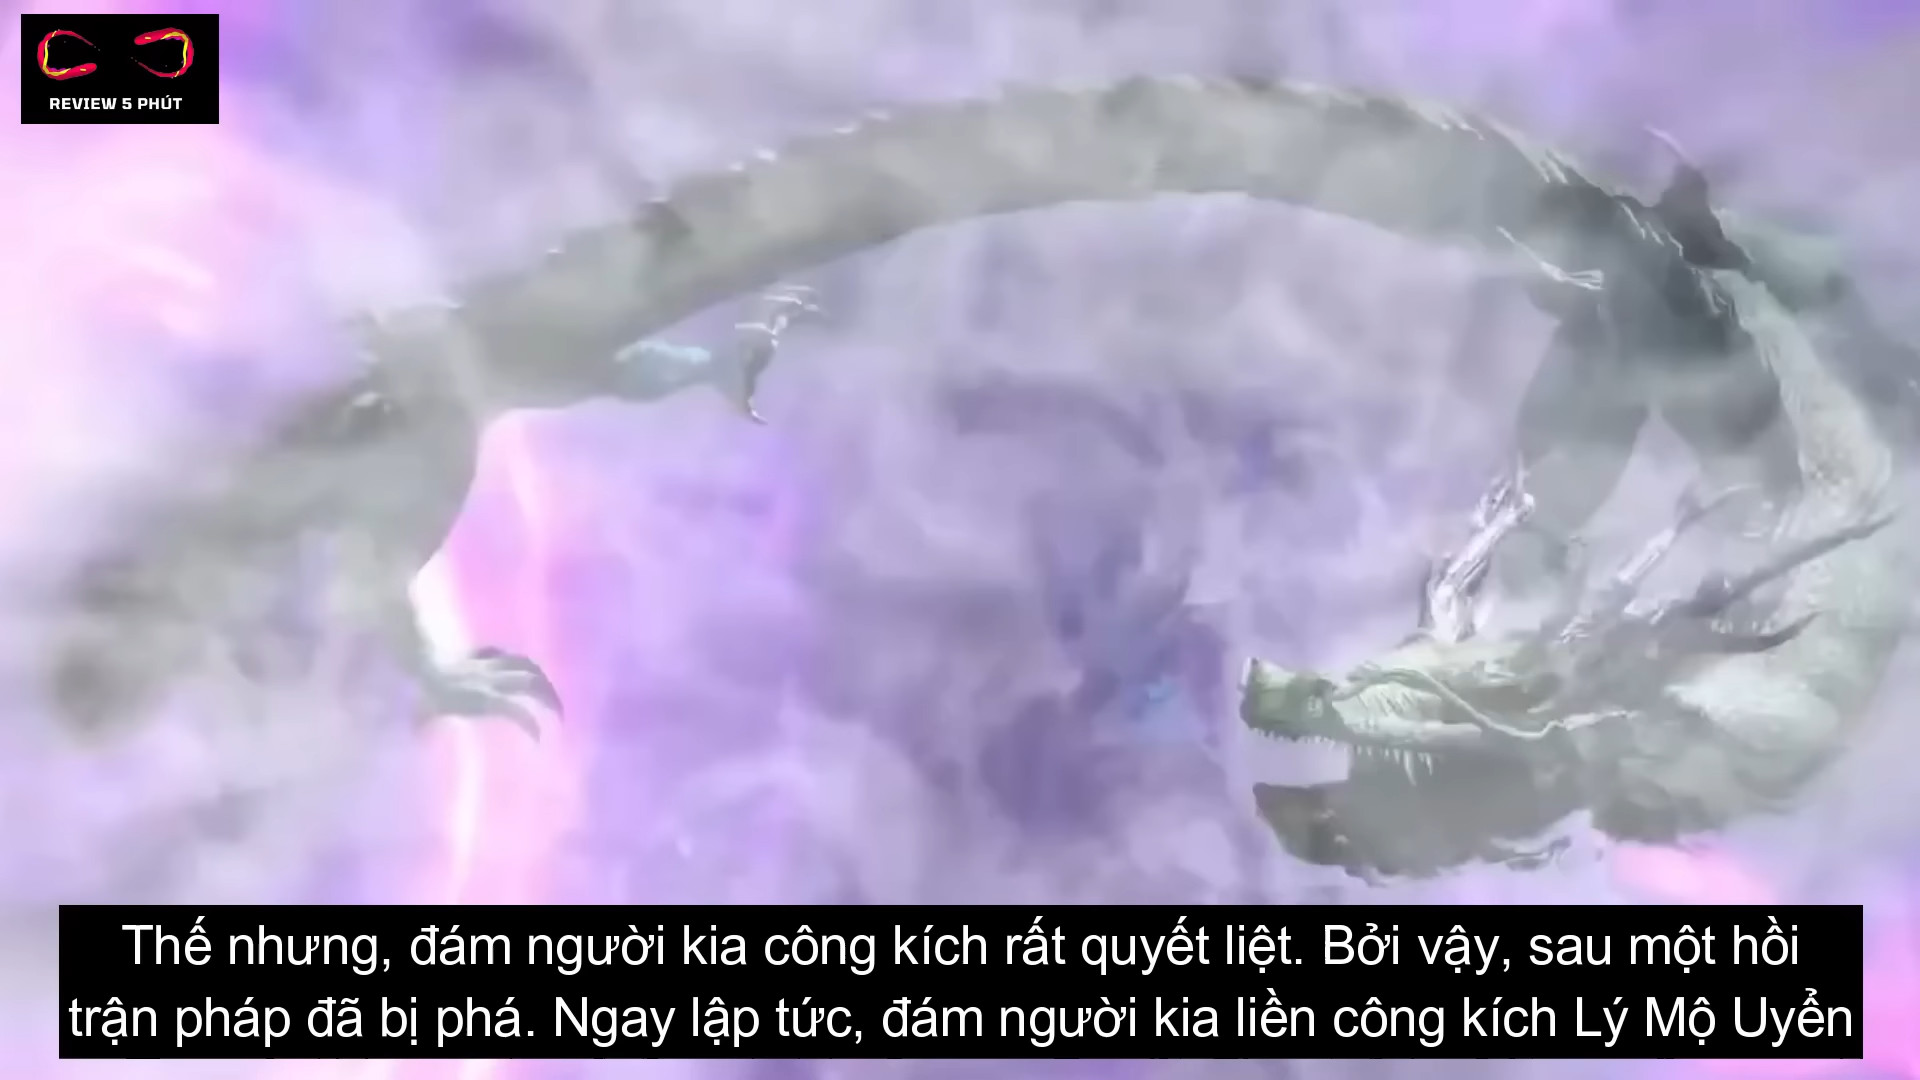 REVIEW 5 PHÚT
Thế nhưng, đám người kia công kích rất quyết liệt. Bởi vậy, sau một hồi
trận pháp đã bị phá. Ngay lập tức, đám người kia liền công kích Lý Mộ Uyển